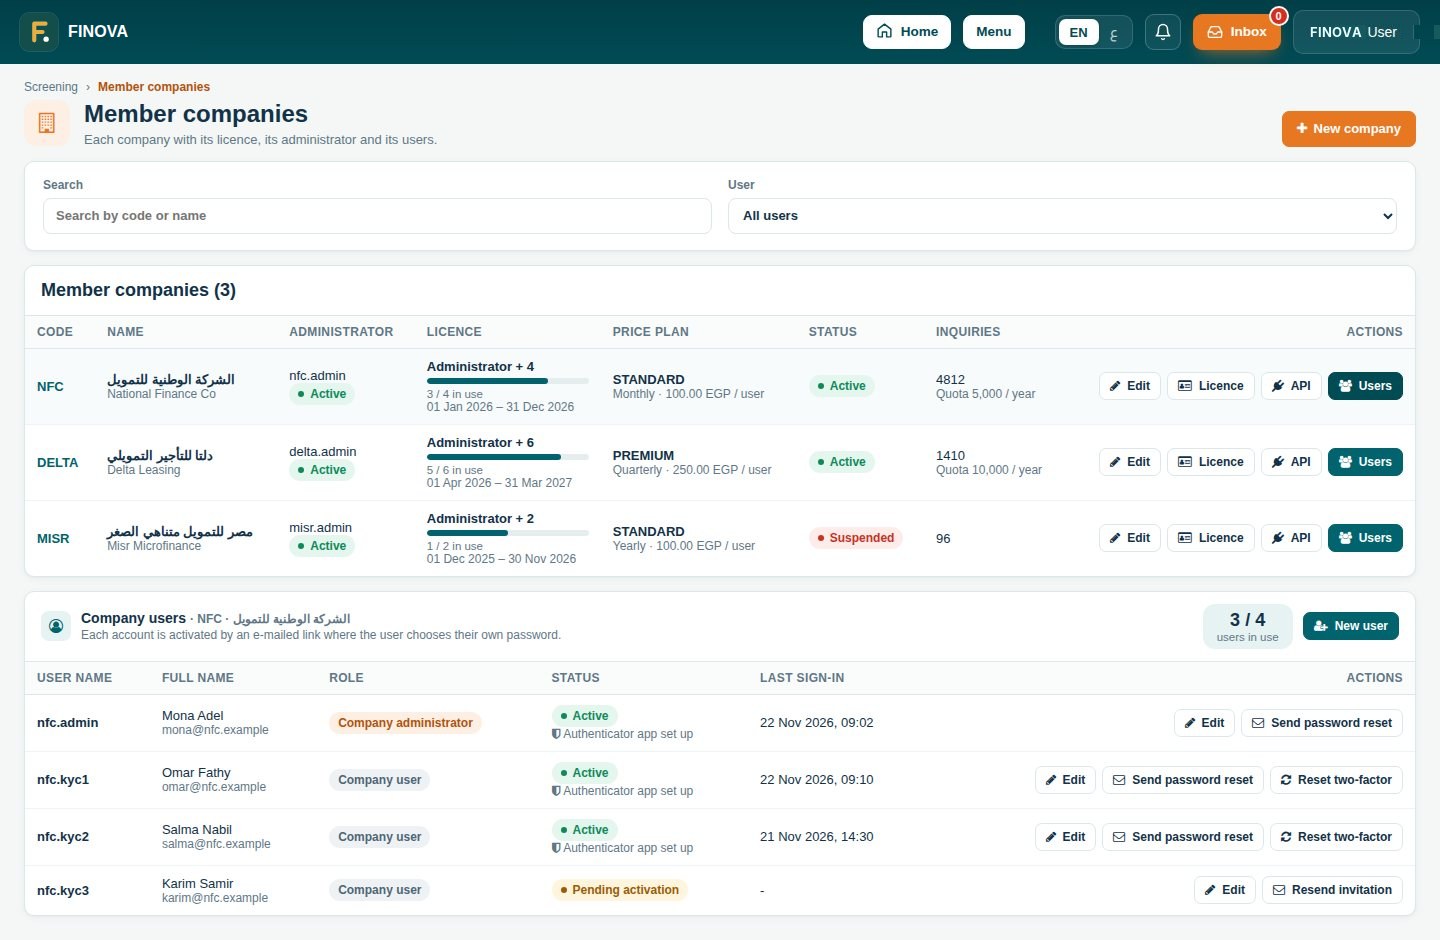 FINOVA
Home
Menu
EN
ع
Inbox
0
FINOVA User
Screening › Member companies
Member companies
Each company with its licence, its administrator and its users.
New company
Search
User
Search by code or name
All users
Member companies (3)
CODE NAME ADMINISTRATOR LICENCE PRICE PLAN STATUS INQUIRIES ACTIONS
NFC
الشركة الوطنية للتمويل
National Finance Co
nfc.admin
Active
Administrator + 4
3 / 4 in use
01 Jan 2026 – 31 Dec 2026
STANDARD
Monthly · 100.00 EGP / user
Active
4812
Quota 5,000 / year
Edit Licence API Users
DELTA
دلتا للتأجير التمويلي
Delta Leasing
delta.admin
Active
Administrator + 6
5 / 6 in use
01 Apr 2026 – 31 Mar 2027
PREMIUM
Quarterly · 250.00 EGP / user
Active
1410
Quota 10,000 / year
Edit Licence API Users
MISR
مصر للتمويل متناهي الصغر
Misr Microfinance
misr.admin
Active
Administrator + 2
1 / 2 in use
01 Dec 2025 – 30 Nov 2026
STANDARD
Yearly · 100.00 EGP / user
Suspended
96
Edit Licence API Users
Company users · NFC · الشركة الوطنية للتمويل
Each account is activated by an e-mailed link where the user chooses their own password.
3 / 4
users in use
New user
USER NAME FULL NAME ROLE STATUS LAST SIGN-IN ACTIONS
nfc.admin
Mona Adel
mona@nfc.example
Company administrator
Active
Authenticator app set up
22 Nov 2026, 09:02
Edit Send password reset
nfc.kyc1
Omar Fathy
omar@nfc.example
Company user
Active
Authenticator app set up
22 Nov 2026, 09:10
Edit Send password reset Reset two-factor
nfc.kyc2
Salma Nabil
salma@nfc.example
Company user
Active
Authenticator app set up
21 Nov 2026, 14:30
Edit Send password reset Reset two-factor
nfc.kyc3
Karim Samir
karim@nfc.example
Company user
Pending activation
-
Edit Resend invitation